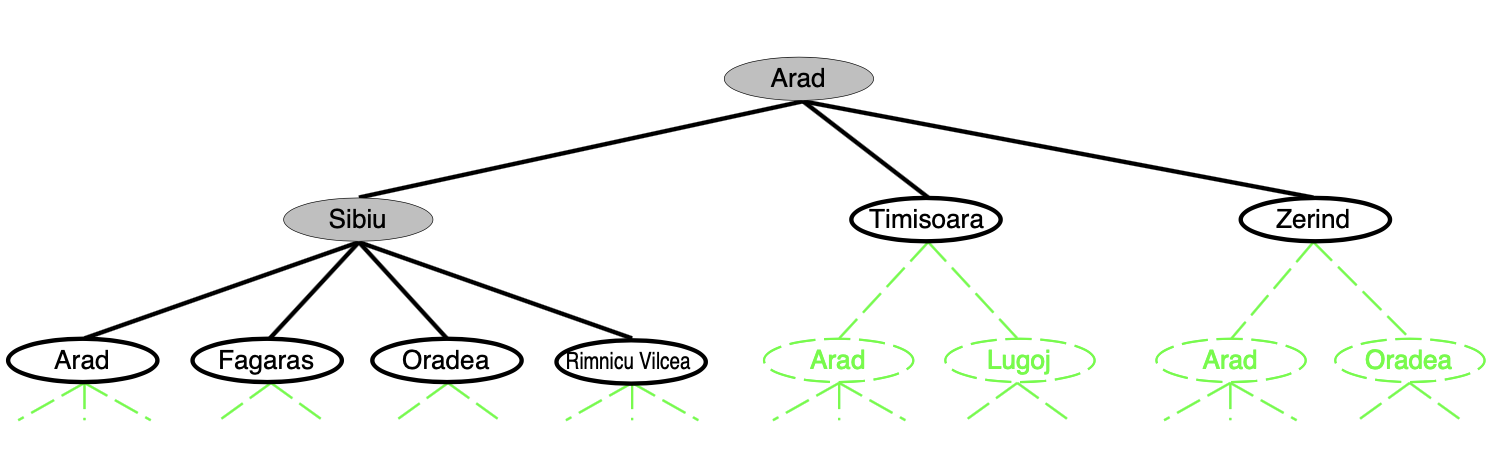 Arad
Sibiu
Timisoara
Zerind
Arad
Fagaras
Oradea
Rimnicu Vilcea
Arad
Lugoj
Arad
Oradea